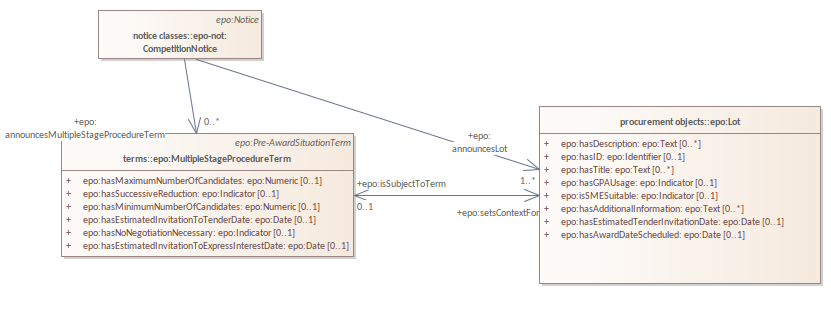 epo:Notice
notice classes::epo-not:
CompetitionNotice
+epo:
announcesMultipleStageProcedureTerm
0..*
+epo:
announcesLot
1..*
epo:Pre-AwardSituationTerm
terms::epo:MultipleStageProcedureTerm
+ epo:hasMaximumNumberOfCandidates: epo:Numeric [0..1]
+ epo:hasSuccessiveReduction: epo:Indicator [0..1]
+ epo:hasMinimumNumberOfCandidates: epo:Numeric [0..1]
+ epo:hasEstimatedInvitationToTenderDate: epo:Date [0..1]
+ epo:hasNoNegotiationNecessary: epo:Indicator [0..1]
+ epo:hasEstimatedInvitationToExpressInterestDate: epo:Date [0..1]
+epo:isSubjectToTerm
0..1
+epo:setsContextFor
procurement objects::epo:Lot
+ epo:hasDescription: epo:Text [0..*]
+ epo:hasID: epo:Identifier [0..1]
+ epo:hasTitle: epo:Text [0..*]
+ epo:hasGPAUsage: epo:Indicator [0..1]
+ epo:isSMESuitable: epo:Indicator [0..1]
+ epo:hasAdditionalInformation: epo:Text [0..*]
+ epo:hasEstimatedTenderInvitationDate: epo:Date [0..1]
+ epo:hasAwardDateScheduled: epo:Date [0..1]